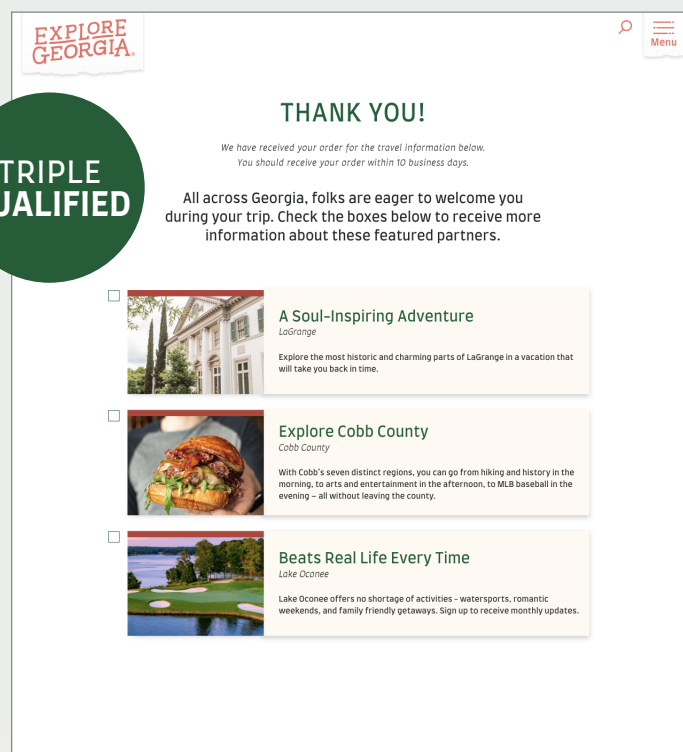 EXPLORE
GEORGIA
Menu
THANK YOU!
We have received your order for the travel information below.
You should receive your order within 10 business days.
TRIPLE
UALIFIED
All across Georgia, folks are eager to welcome you
during your trip. Check the boxes below to receive more
information about these featured partners.
A Soul-Inspiring Adventure
LaGrange
Explore the most historic and charming parts of LaGrange in a vacation that
will take you back in time.
Explore Cobb County
Cobb County
With Cobb's seven distinct regions, you can go from hiking and history in the
morning, to arts and entertainment in the afternoon, to MLB baseball in the
evening – all without leaving the county.
Beats Real Life Every Time
Lake Oconee
Lake Oconee offers no shortage of activities - watersports, romantic
weekends, and family friendly getaways. Sign up to receive monthly updates.